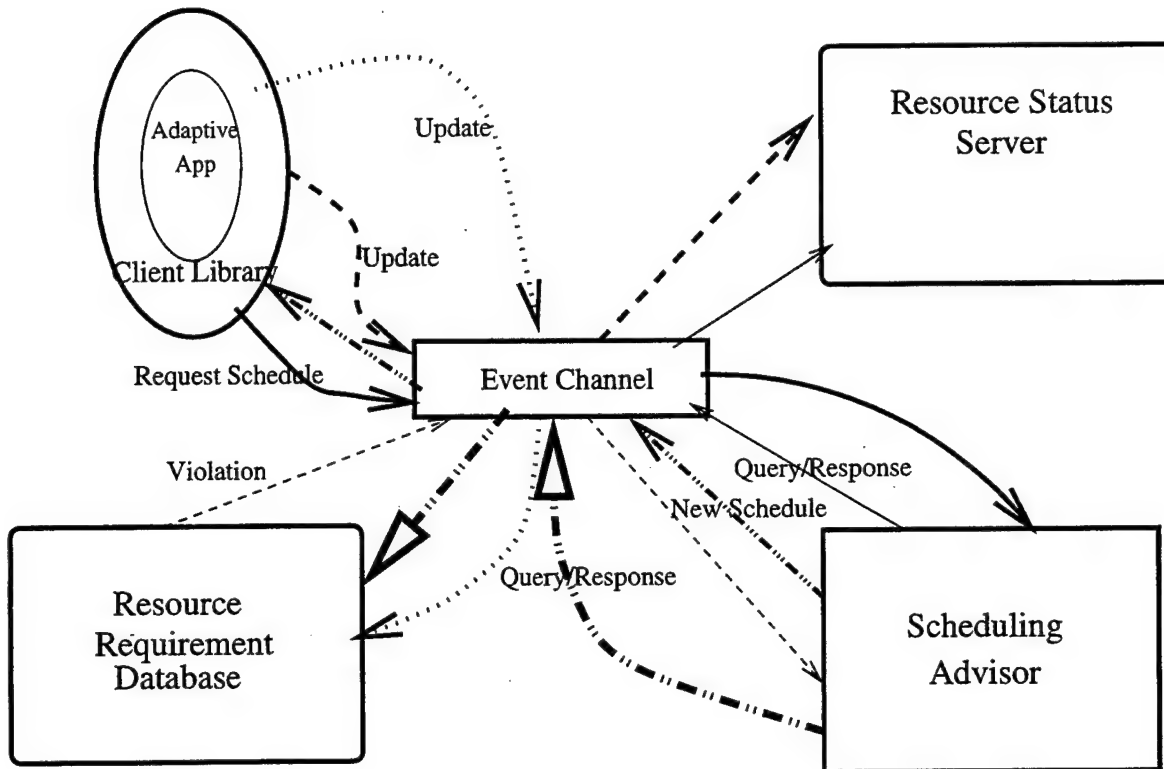 Adaptive
App
Client Library
Update
Update
Resource Status
Server
Request Schedule
Event Channel
Violation
Query/Response
New Schedule
Query/Response
Resource
Requirement
Database
Scheduling
Advisor